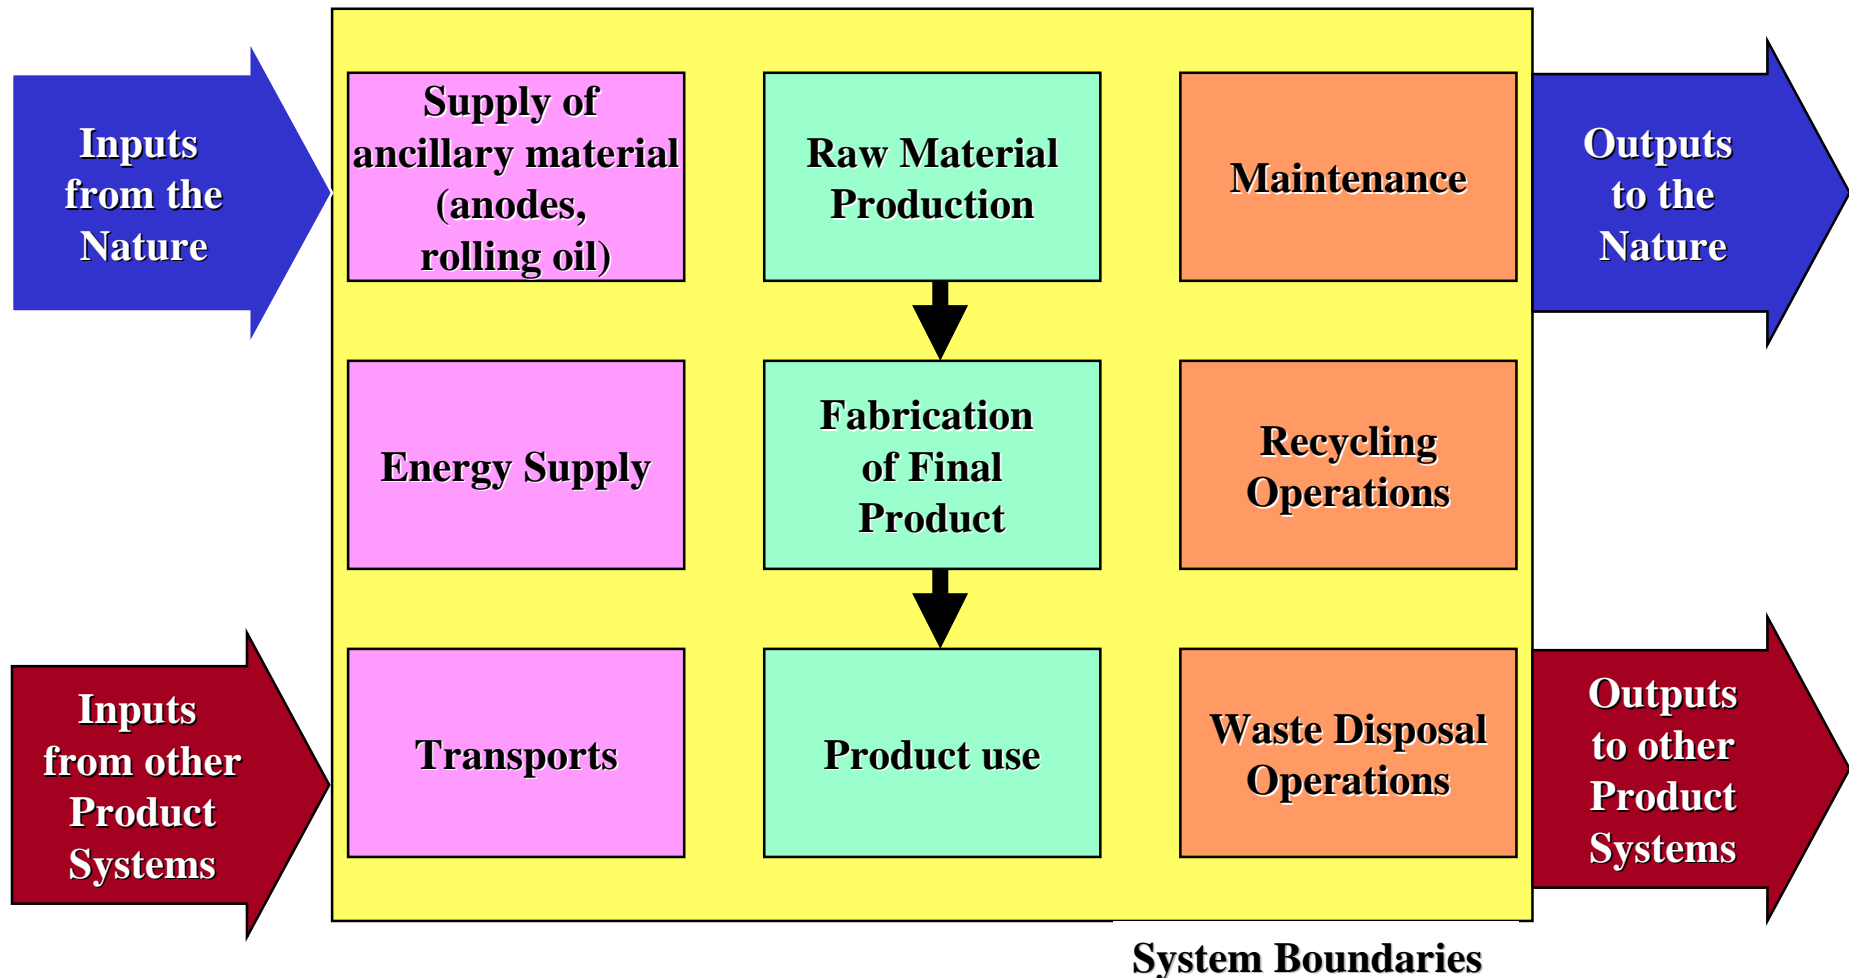 Inputs
from the
Nature
Supply of
ancillary material
(anodes,
rolling oil)
Raw Material
Production
Maintenance
Outputs
to the
Nature
Energy Supply
Fabrication
of Final
Product
Recycling
Operations
Inputs
from other
Product
Systems
Transports
Product use
Waste Disposal
Operations
Outputs
to other
Product
Systems
System Boundaries